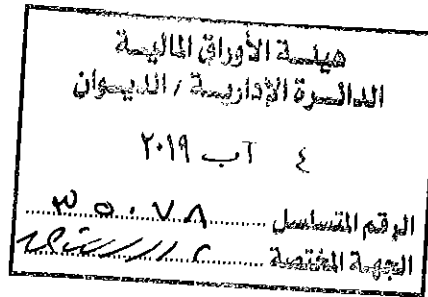 هيئة الأوراق المالية
الدائرة الإدارية / الديوان
٤ آب ٢٠١٩
الرقم المتسلسل ٣٥٠٧٨
الجهة المختصة